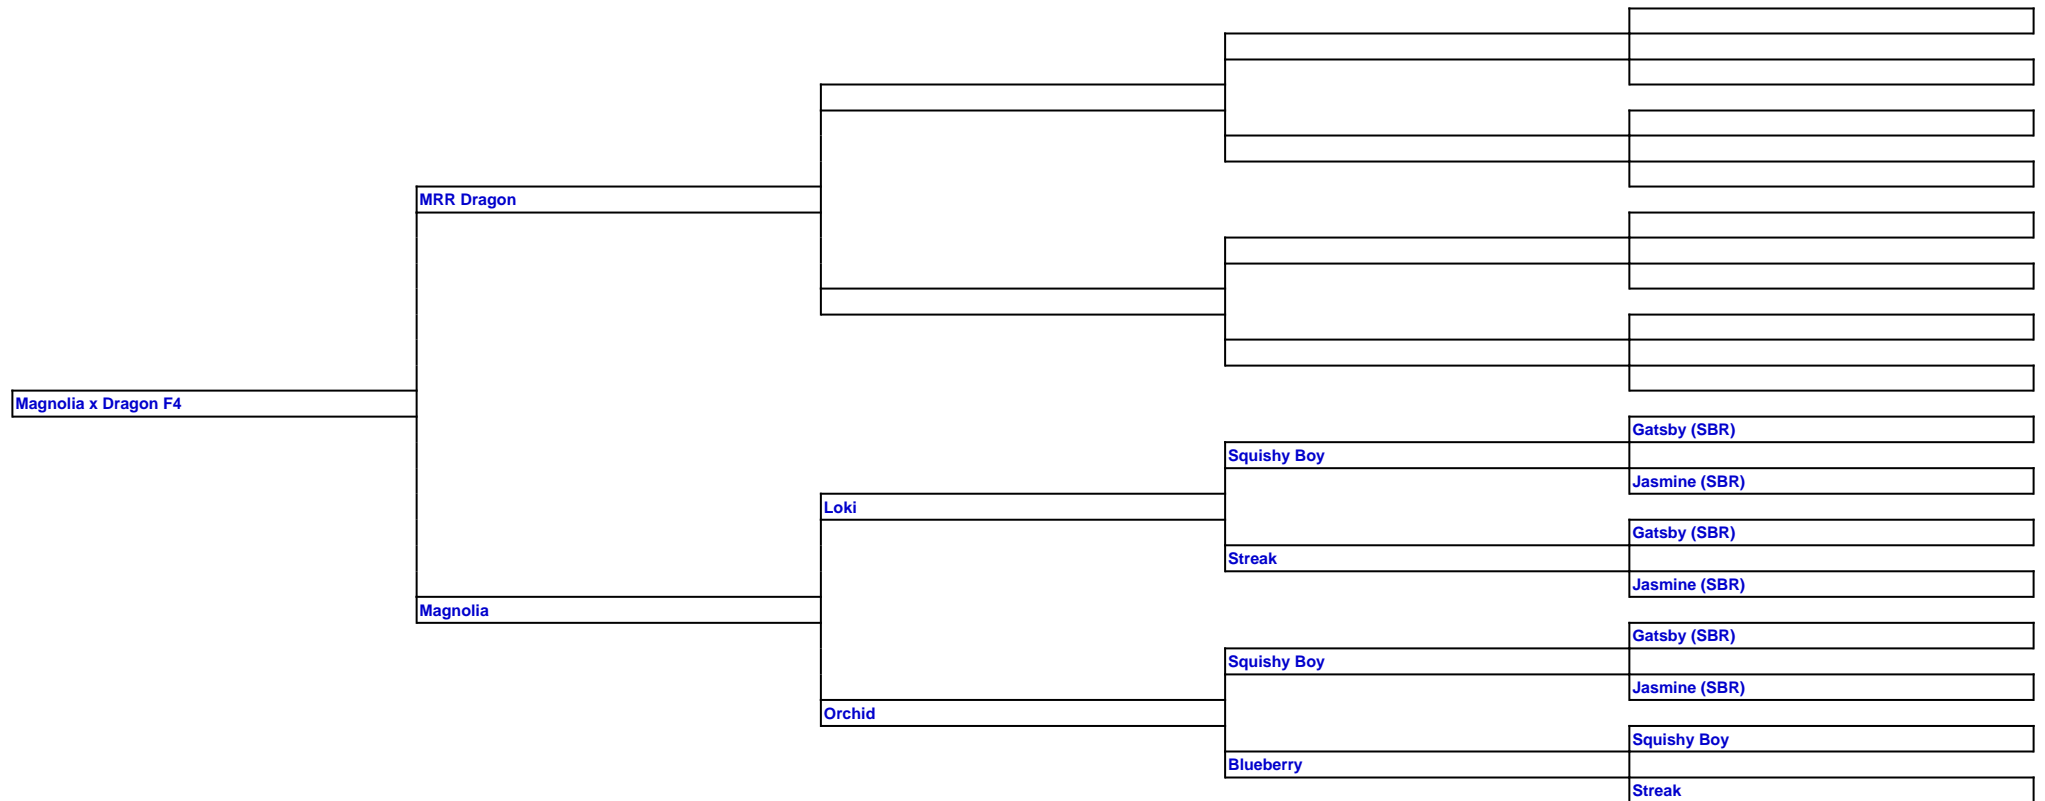 MRR Dragon
Magnolia x Dragon F4
Gatsby (SBR)
Squishy Boy
Jasmine (SBR)
Loki
Gatsby (SBR)
Streak
Jasmine (SBR)
Magnolia
Gatsby (SBR)
Squishy Boy
Jasmine (SBR)
Orchid
Squishy Boy
Blueberry
Streak